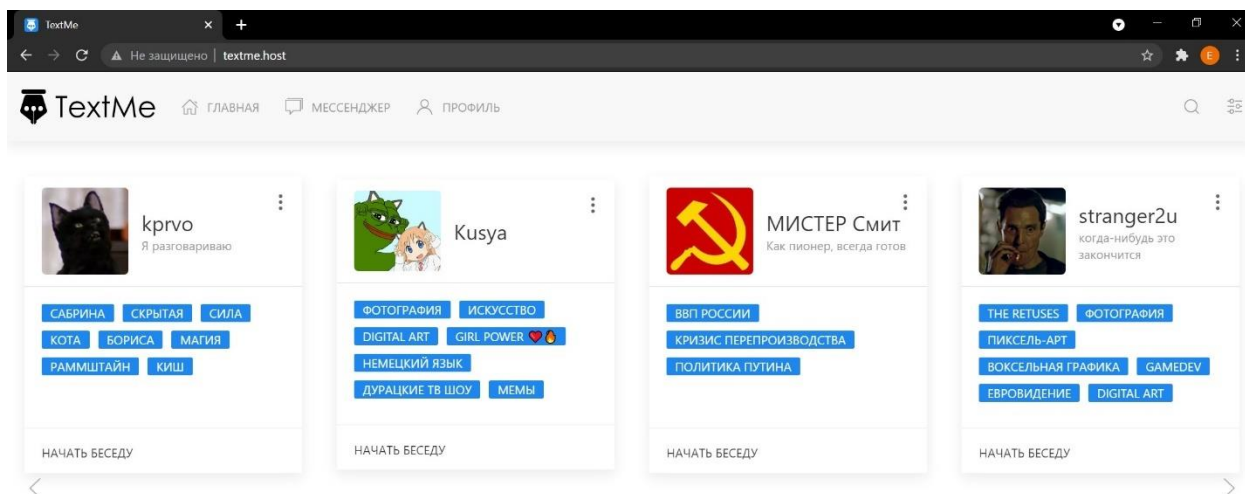 TextMe
Не защищено | textme.host
E
TextMe ГЛАВНАЯ МЕССЕНДЖЕР ПРОФИЛЬ
kprvo
Я разговариваю
САБРИНА СКРЫТАЯ СИЛА
КОТА БОРИСА МАГИЯ
РАММШТАЙН КИШ
НАЧАТЬ БЕСЕДУ
Kusya
ФОТОГРАФИЯ ИСКУССТВО
DIGITAL ART GIRL POWER ❤️🔥
НЕМЕЦКИЙ ЯЗЫК
ДУРАЦКИЕ ТВ ШОУ МЕМЫ
НАЧАТЬ БЕСЕДУ
МИСТЕР Смит
Как пионер, всегда готов
ВВП РОССИИ
КРИЗИС ПЕРЕПРОИЗВОДСТВА
ПОЛИТИКА ПУТИНА
НАЧАТЬ БЕСЕДУ
stranger2u
когда-нибудь это
закончится
THE RETUSES ФОТОГРАФИЯ
ПИКСЕЛЬ-АРТ
ВОКСЕЛЬНАЯ ГРАФИКА GAMEDEV
ЕВРОВИДЕНИЕ DIGITAL ART
НАЧАТЬ БЕСЕДУ